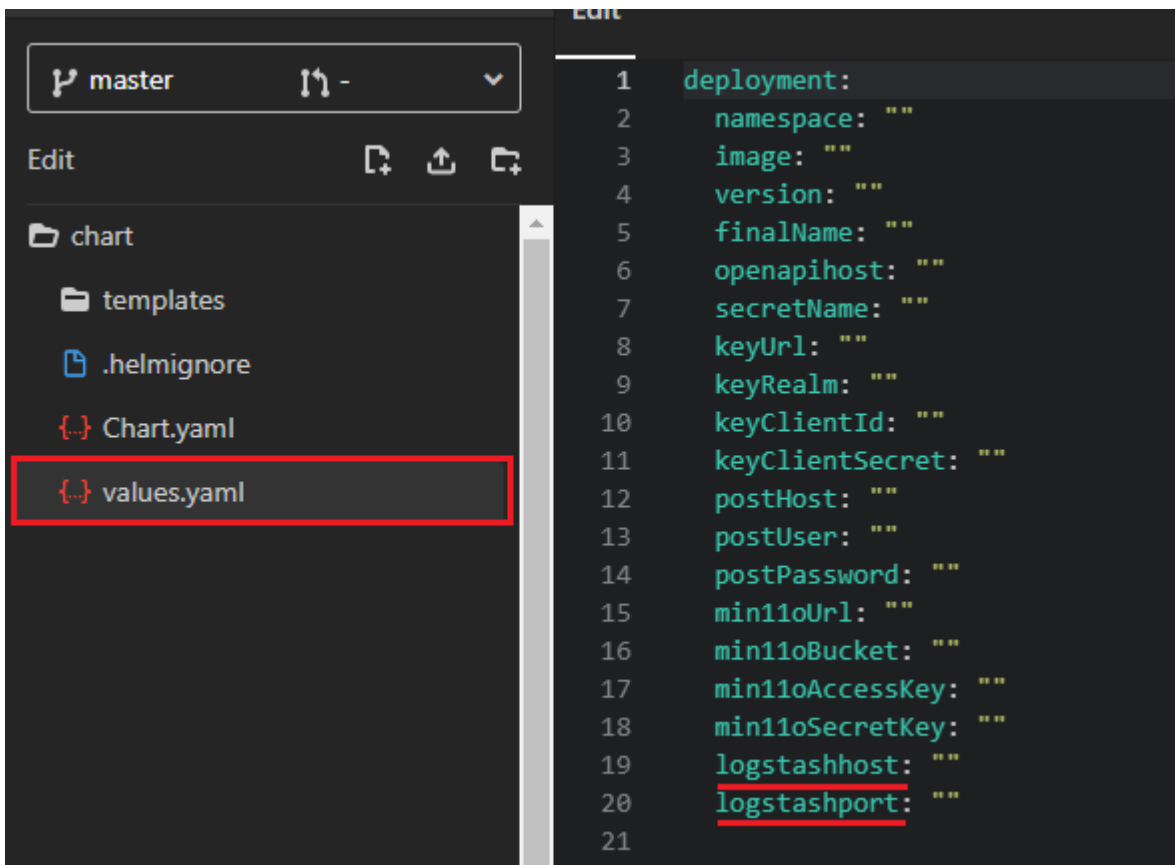 Edit
master -
Edit
chart
templates
.helmignore
{...} Chart.yaml
{...} values.yaml
1 deployment:
2 namespace: ""
3 image: ""
4 version: ""
5 finalName: ""
6 openapihost: ""
7 secretName: ""
8 keyUrl: ""
9 keyRealm: ""
10 keyClientId: ""
11 keyClientSecret: ""
12 postHost: ""
13 postUser: ""
14 postPassword: ""
15 min11oUrl: ""
16 min11oBucket: ""
17 min11oAccessKey: ""
18 min11oSecretKey: ""
19 logstashhost: ""
20 logstashport: ""
21